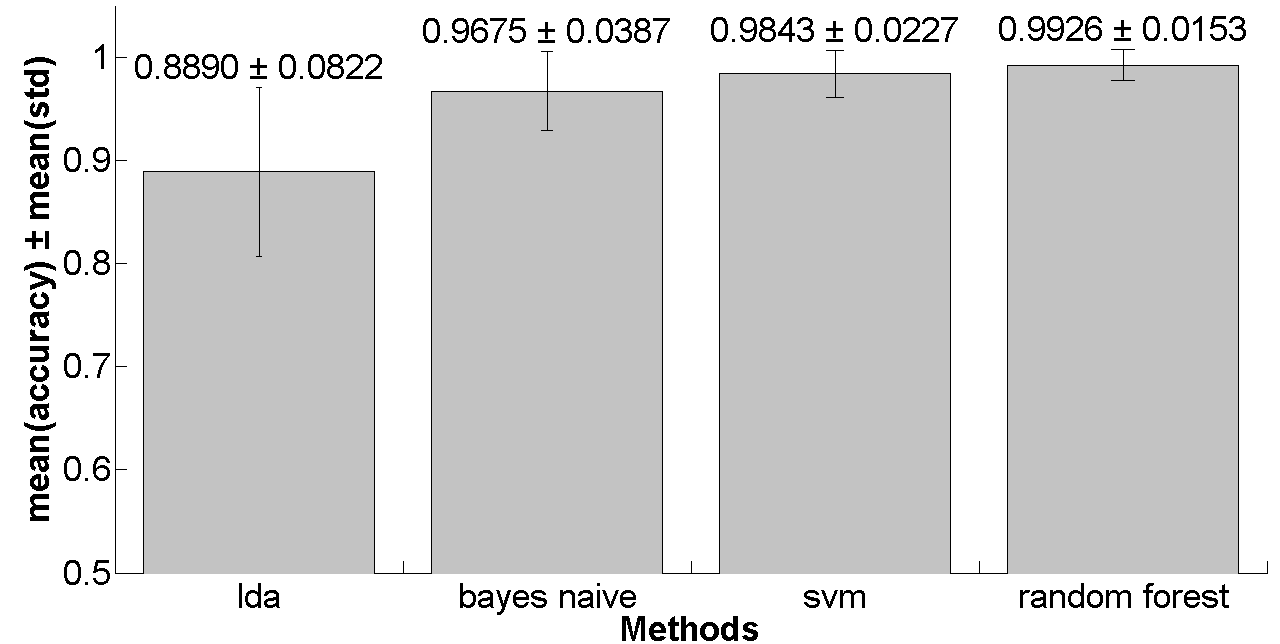 0.8890 ± 0.0822
0.9675 ± 0.0387
0.9843 ± 0.0227
0.9926 ± 0.0153
mean(accuracy) ± mean(std)
1
0.9
0.8
0.7
0.6
0.5
lda
bayes naive
svm
random forest
Methods